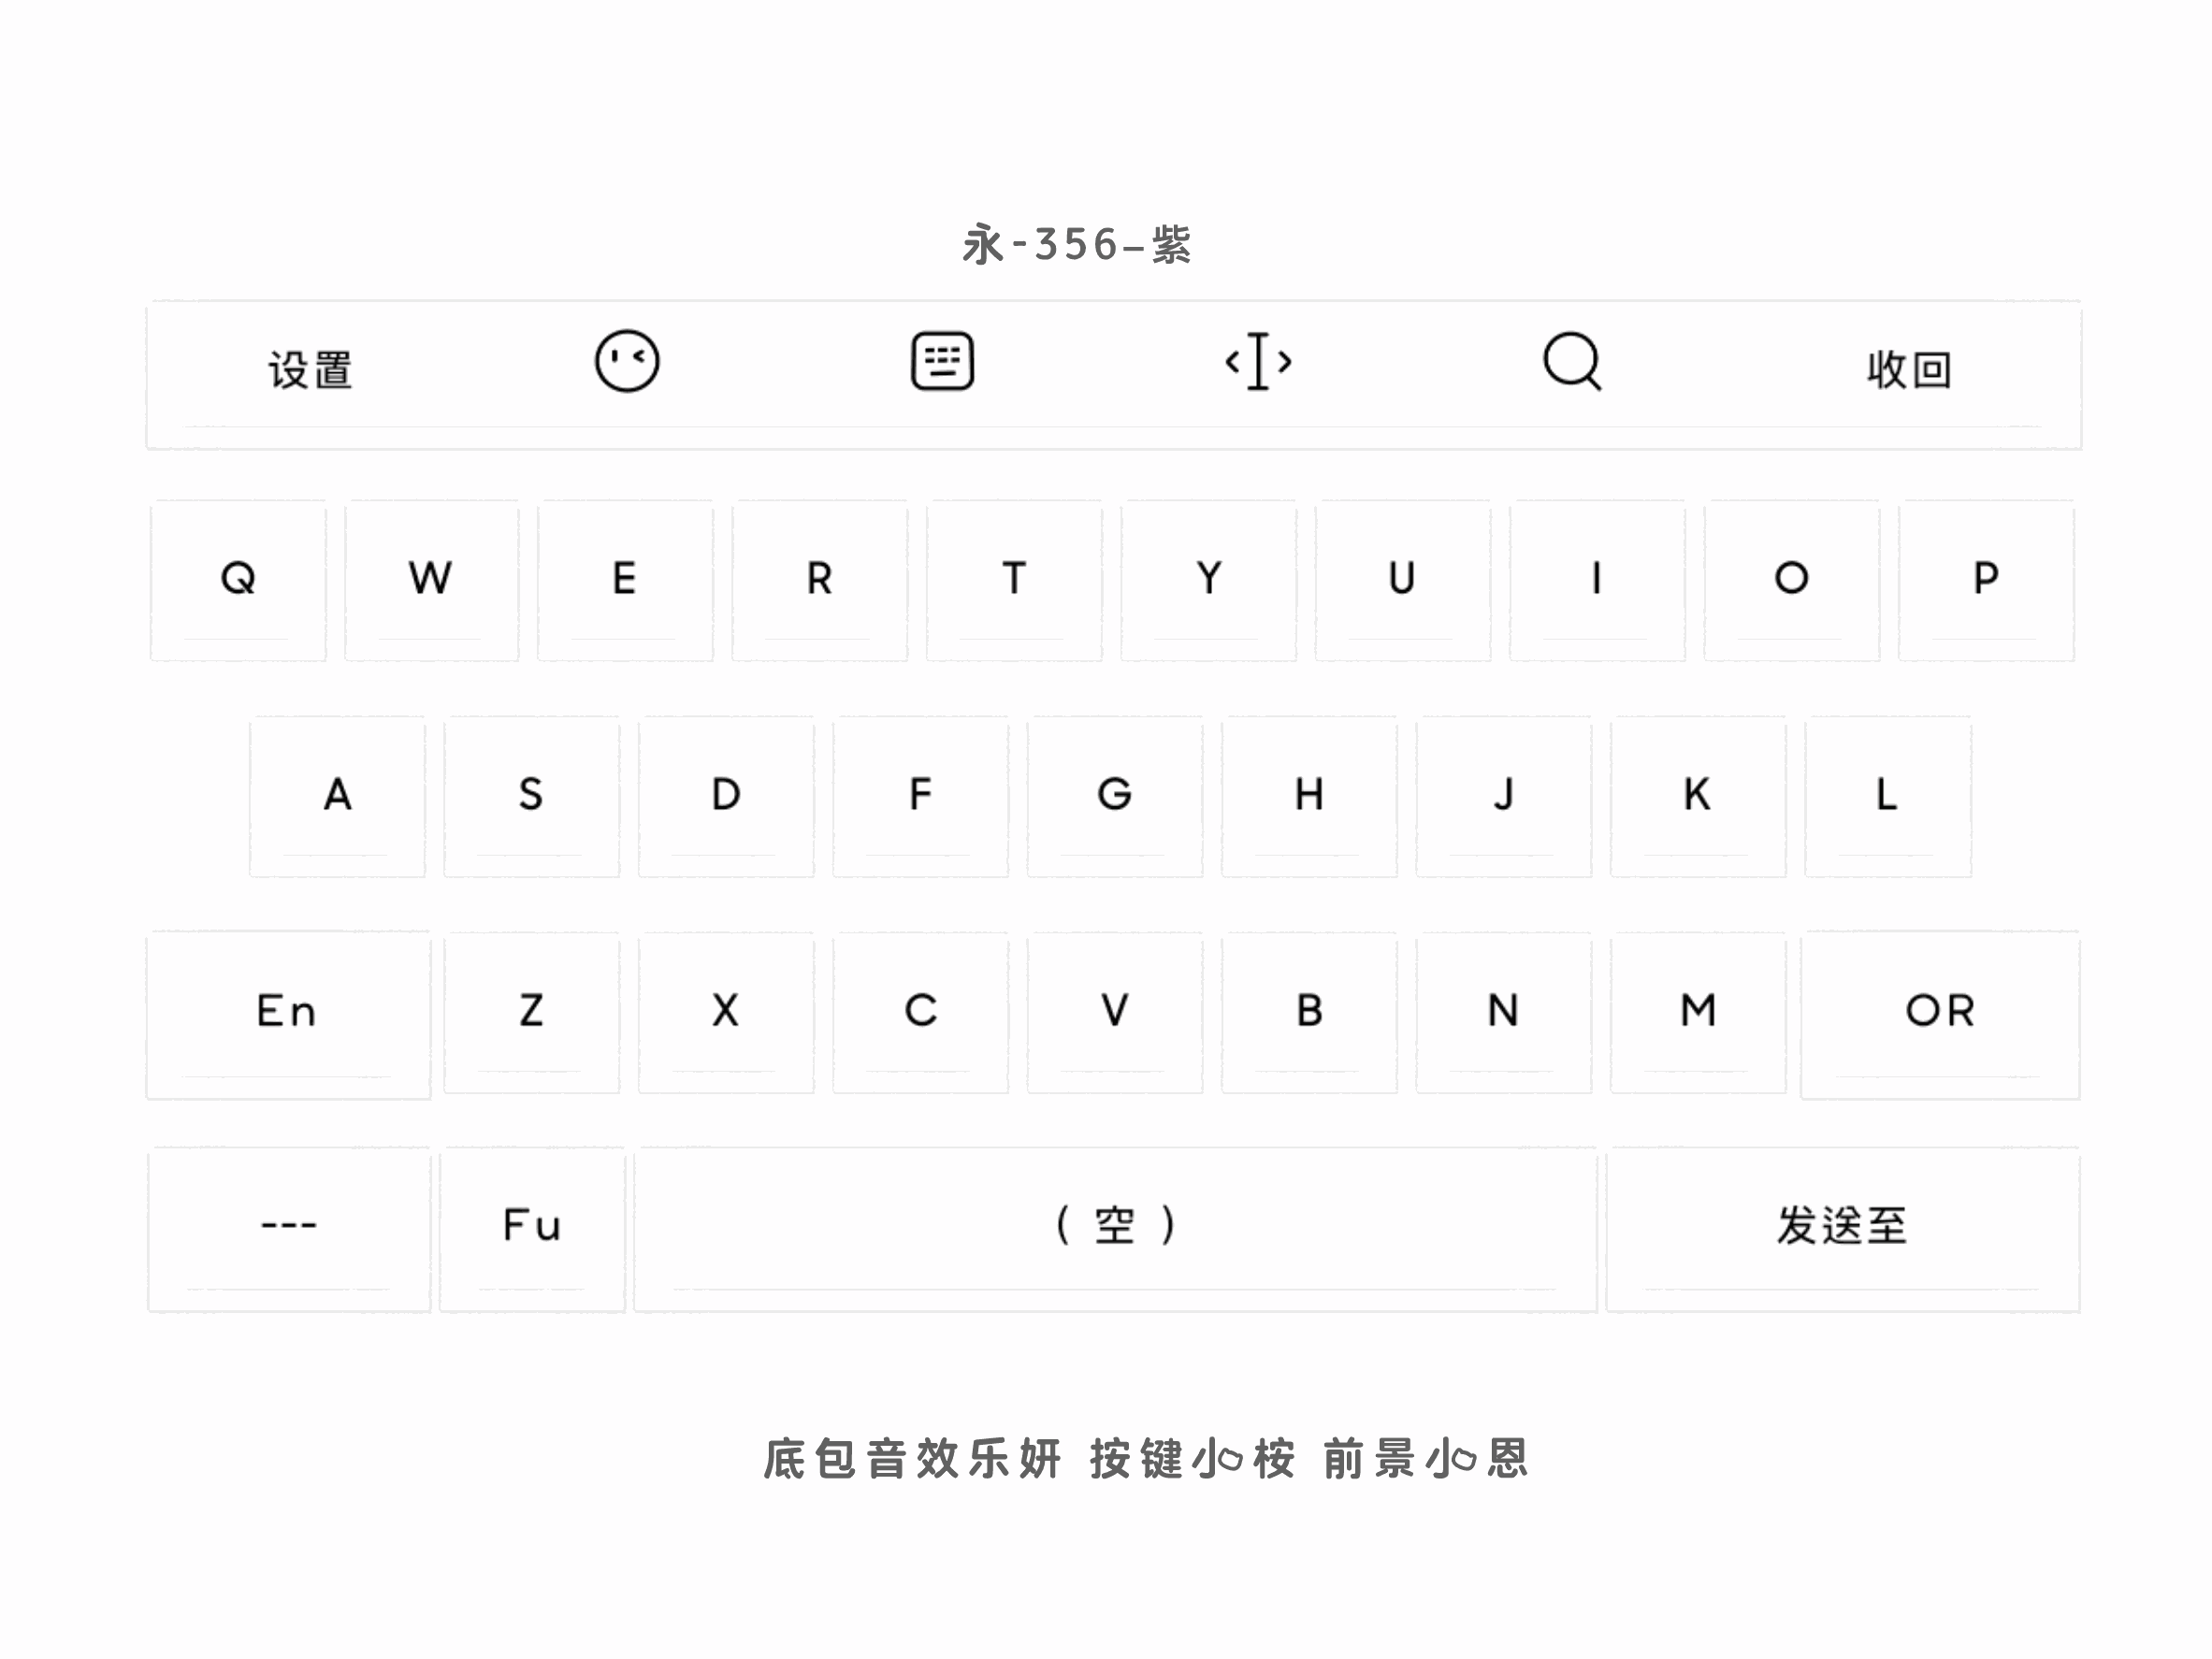 永-356-紫
设置 收回
Q W E R T Y U I O P
A S D F G H J K L
En Z X C V B N M OR
--- Fu (空) 发送至
底包音效乐妍 按键小桉 前景小恩